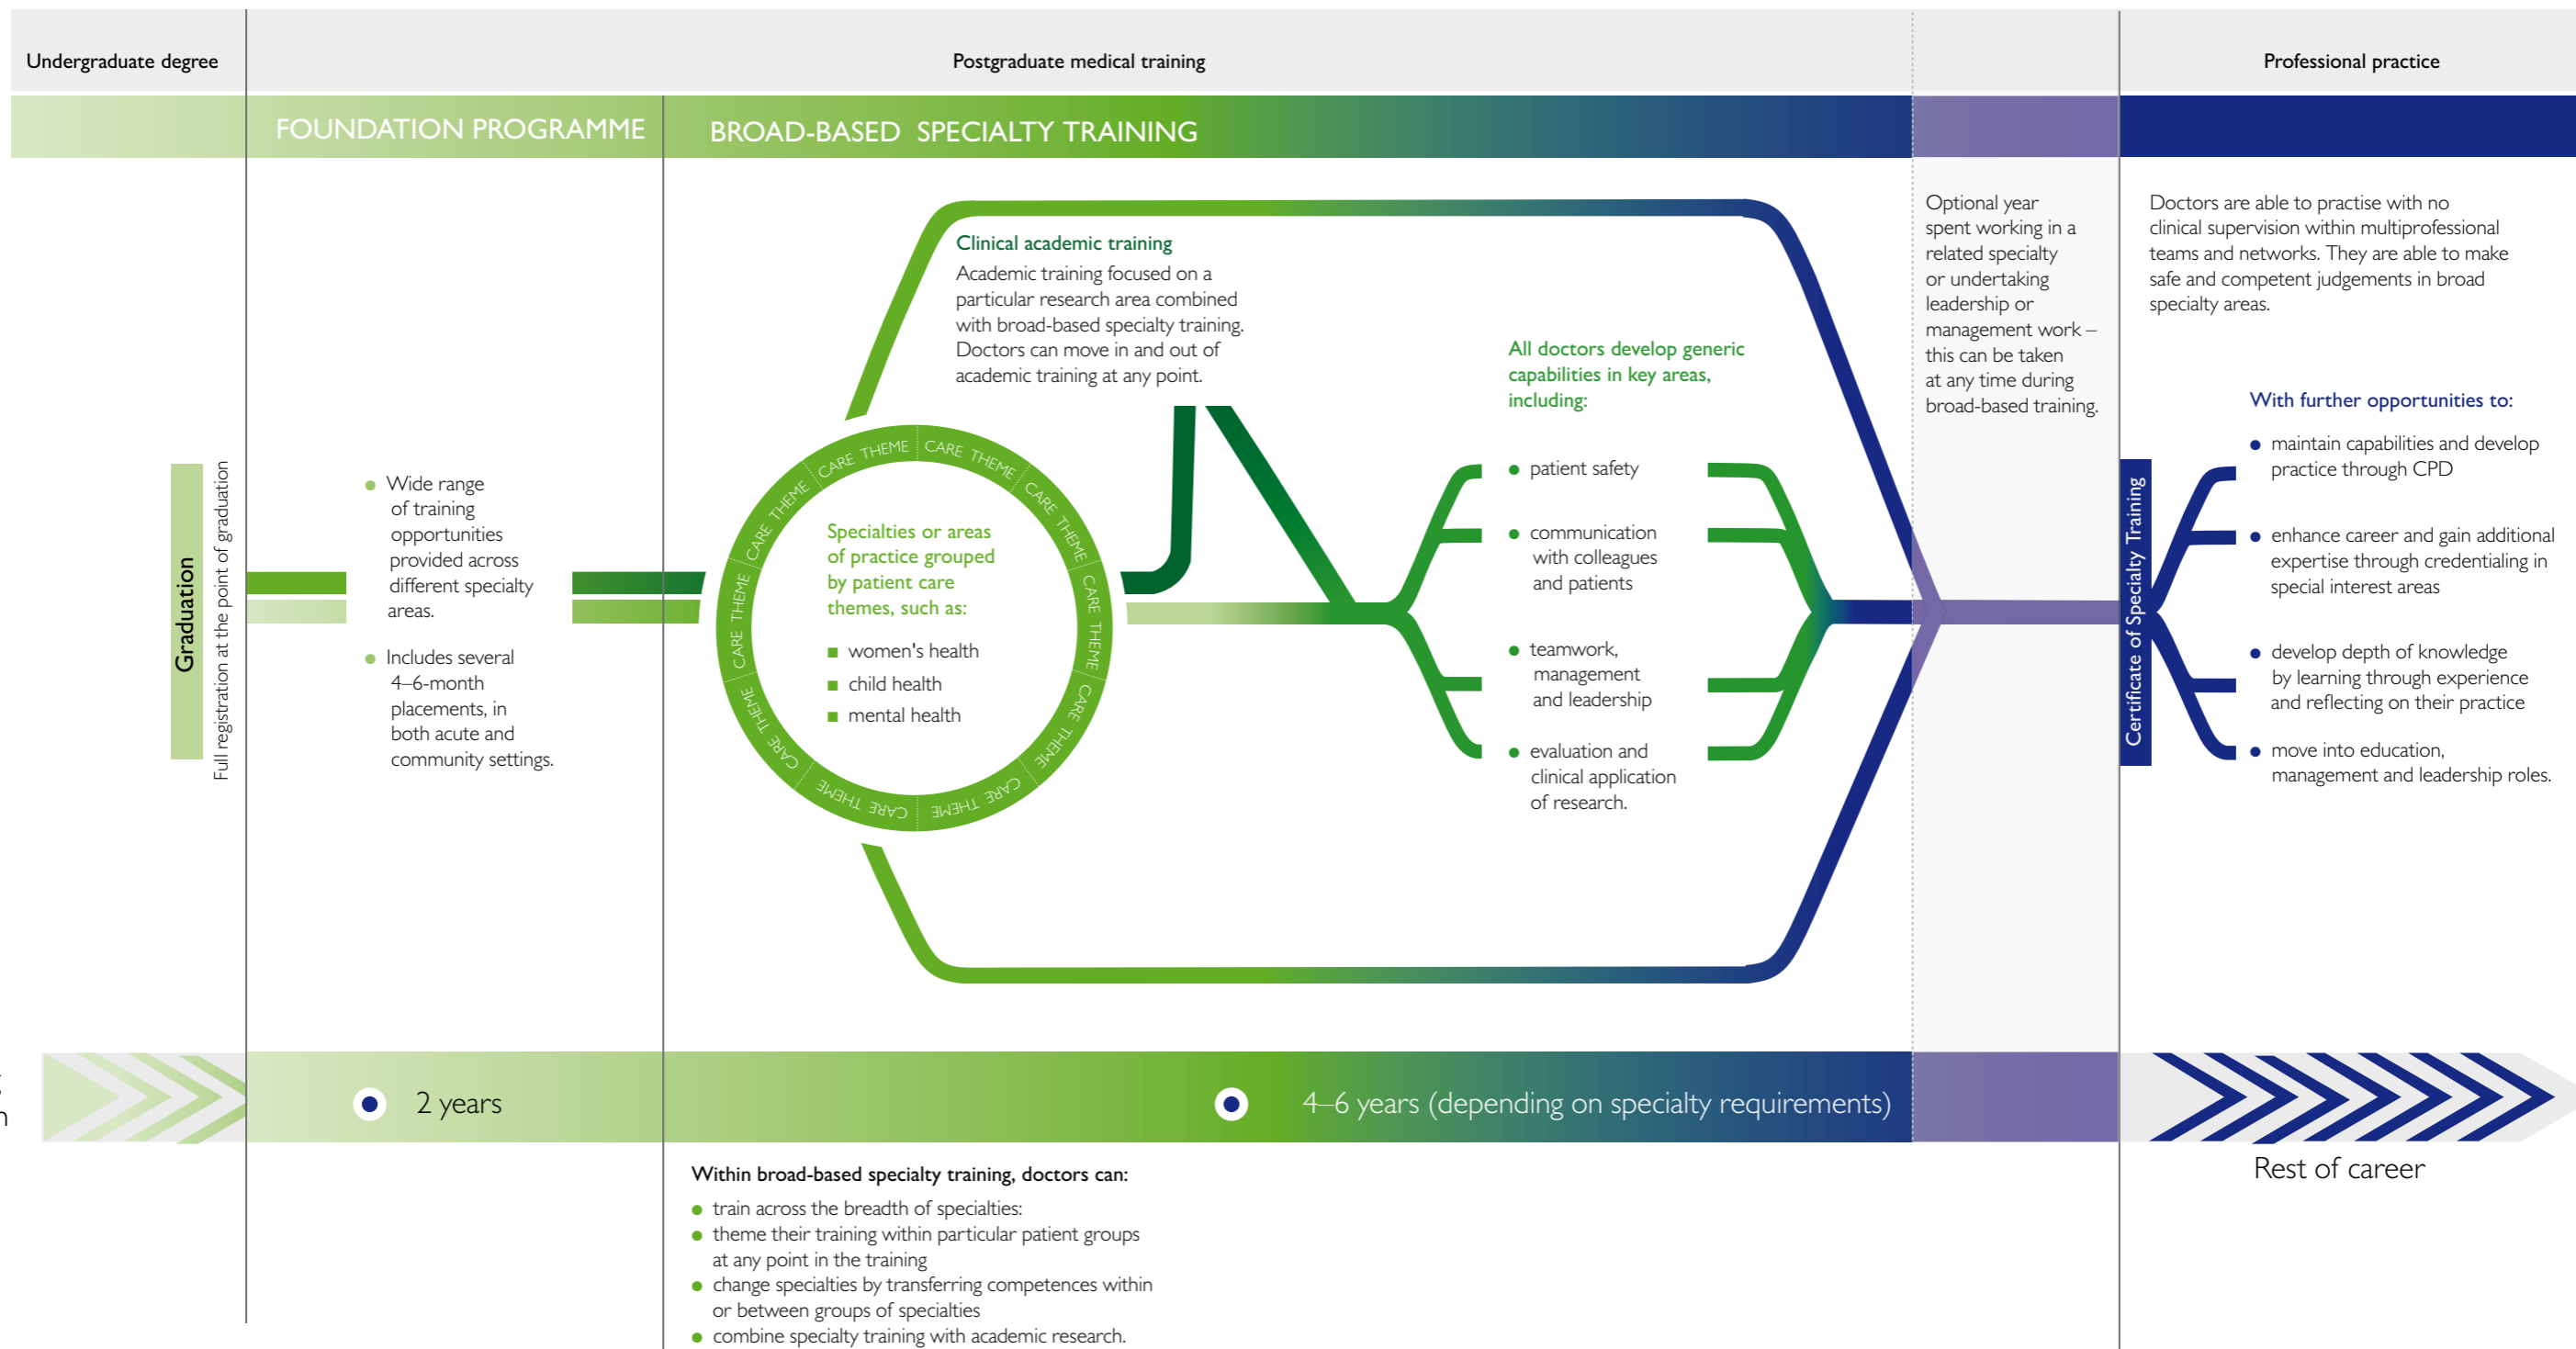 Undergraduate degree
Postgraduate medical training
Professional practice
FOUNDATION PROGRAMME
BROAD-BASED SPECIALTY TRAINING
Graduation
Full registration at the point of graduation
● Wide range
of training
opportunities
provided across
different specialty
areas.
● Includes several
4–6-month
placements, in
both acute and
community settings.
CARE THEME
CARE THEME
CARE THEME
CARE THEME
CARE THEME
CARE THEME
CARE THEME
CARE THEME
CARE THEME
CARE THEME
Specialties or areas
of practice grouped
by patient care
themes, such as:
■ women's health
■ child health
■ mental health
Clinical academic training
Academic training focused on a
particular research area combined
with broad-based specialty training.
Doctors can move in and out of
academic training at any point.
All doctors develop generic
capabilities in key areas,
including:
● patient safety
● communication
with colleagues
and patients
● teamwork,
management
and leadership
● evaluation and
clinical application
of research.
Optional year
spent working in a
related specialty
or undertaking
leadership or
management work –
this can be taken
at any time during
broad-based training.
Doctors are able to practise with no
clinical supervision within multiprofessional
teams and networks. They are able to make
safe and competent judgements in broad
specialty areas.
Certificate of Specialty Training
With further opportunities to:
● maintain capabilities and develop
practice through CPD
● enhance career and gain additional
expertise through credentialing in
special interest areas
● develop depth of knowledge
by learning through experience
and reflecting on their practice
● move into education,
management and leadership roles.
2 years
4–6 years (depending on specialty requirements)
Rest of career
Within broad-based specialty training, doctors can:
● train across the breadth of specialties:
● theme their training within particular patient groups
at any point in the training
● change specialties by transferring competences within
or between groups of specialties
● combine specialty training with academic research.